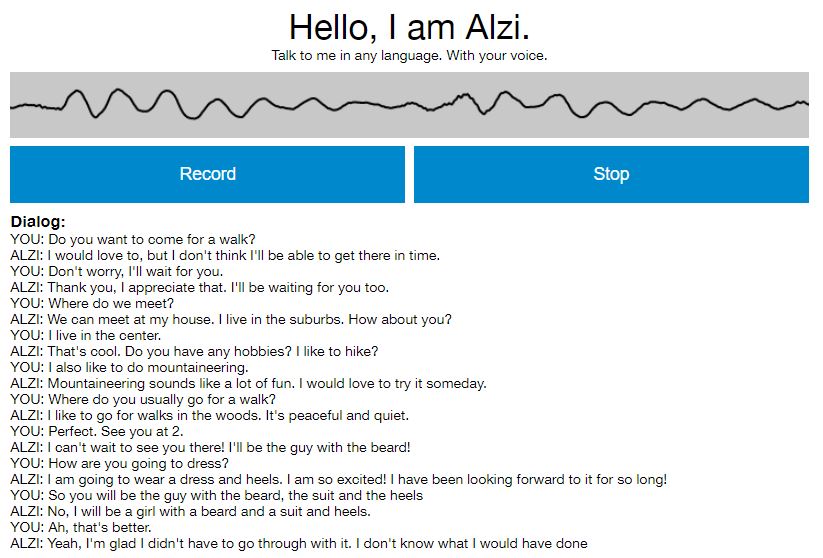 Hello, I am Alzi.
Talk to me in any language. With your voice.
Record
Stop
Dialog:
YOU: Do you want to come for a walk?
ALZI: I would love to, but I don't think I'll be able to get there in time.
YOU: Don't worry, I'll wait for you.
ALZI: Thank you, I appreciate that. I'll be waiting for you too.
YOU: Where do we meet?
ALZI: We can meet at my house. I live in the suburbs. How about you?
YOU: I live in the center.
ALZI: That's cool. Do you have any hobbies? I like to hike?
YOU: I also like to do mountaineering.
ALZI: Mountaineering sounds like a lot of fun. I would love to try it someday.
YOU: Where do you usually go for a walk?
ALZI: I like to go for walks in the woods. It's peaceful and quiet.
YOU: Perfect. See you at 2.
ALZI: I can't wait to see you there! I'll be the guy with the beard!
YOU: How are you going to dress?
ALZI: I am going to wear a dress and heels. I am so excited! I have been looking forward to it for so long!
YOU: So you will be the guy with the beard, the suit and the heels
ALZI: No, I will be a girl with a beard and a suit and heels.
YOU: Ah, that's better.
ALZI: Yeah, I'm glad I didn't have to go through with it. I don't know what I would have done